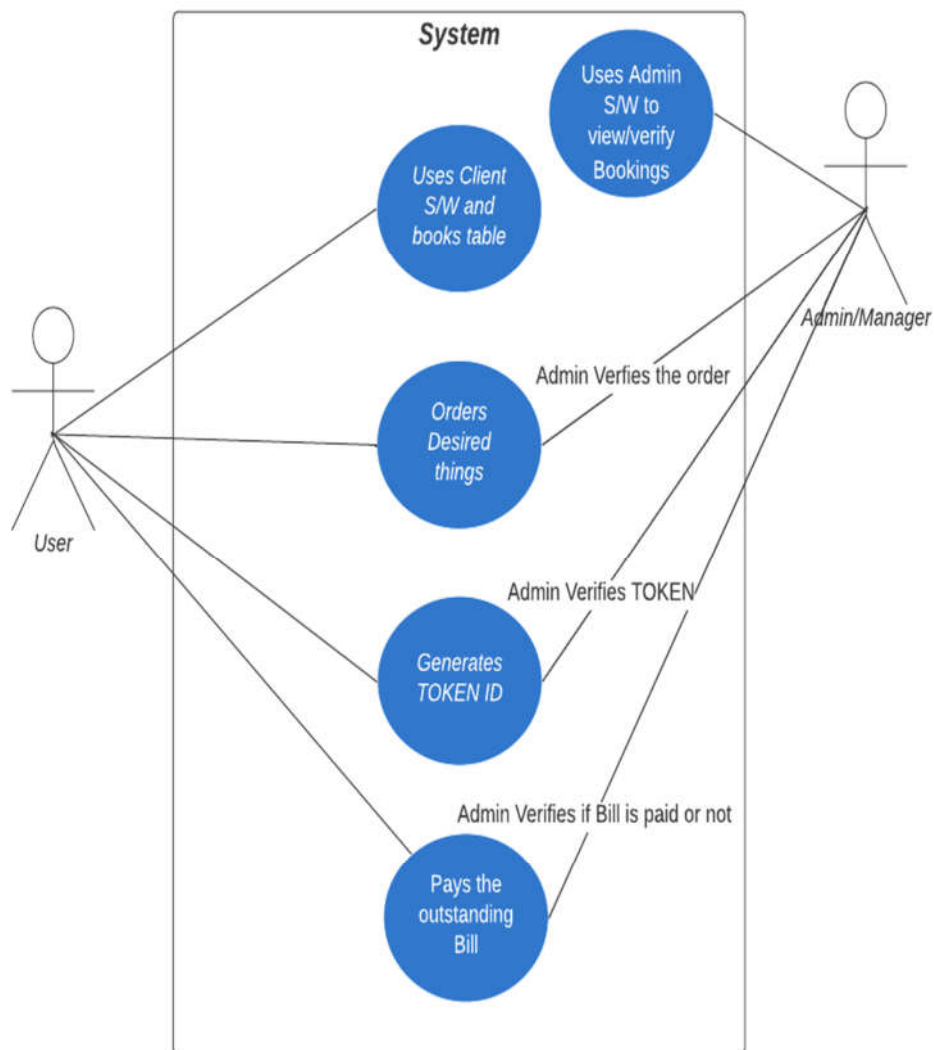 System
Uses Admin
S/W to
view/verify
Bookings
Uses Client
S/W and
books table
Admin/Manager
Admin Verfies the order
Orders
Desired
things
User
Admin Verifies TOKEN
Generates
TOKEN ID
Admin Verifies if Bill is paid or not
Pays the
outstanding
Bill